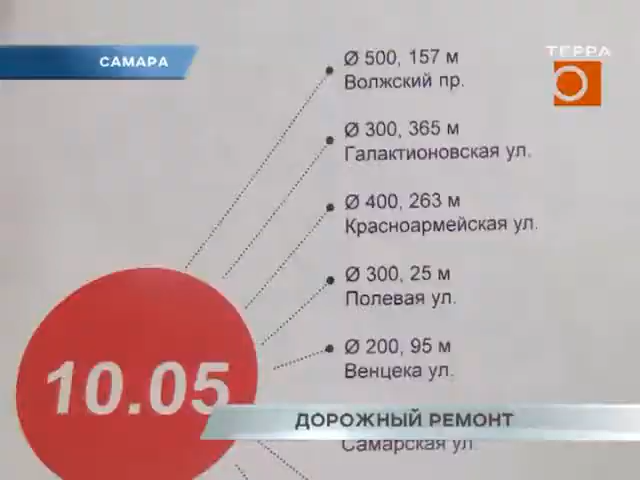 САМАРА
ТЕРРА
Ø 500, 157 м
Волжский пр.
Ø 300, 365 м
Галактионовская ул.
Ø 400, 263 м
Красноармейская ул.
Ø 300, 25 м
Полевая ул.
Ø 200, 95 м
Венцека ул.
10.05
ДОРОЖНЫЙ РЕМОНТ
Самарская ул.